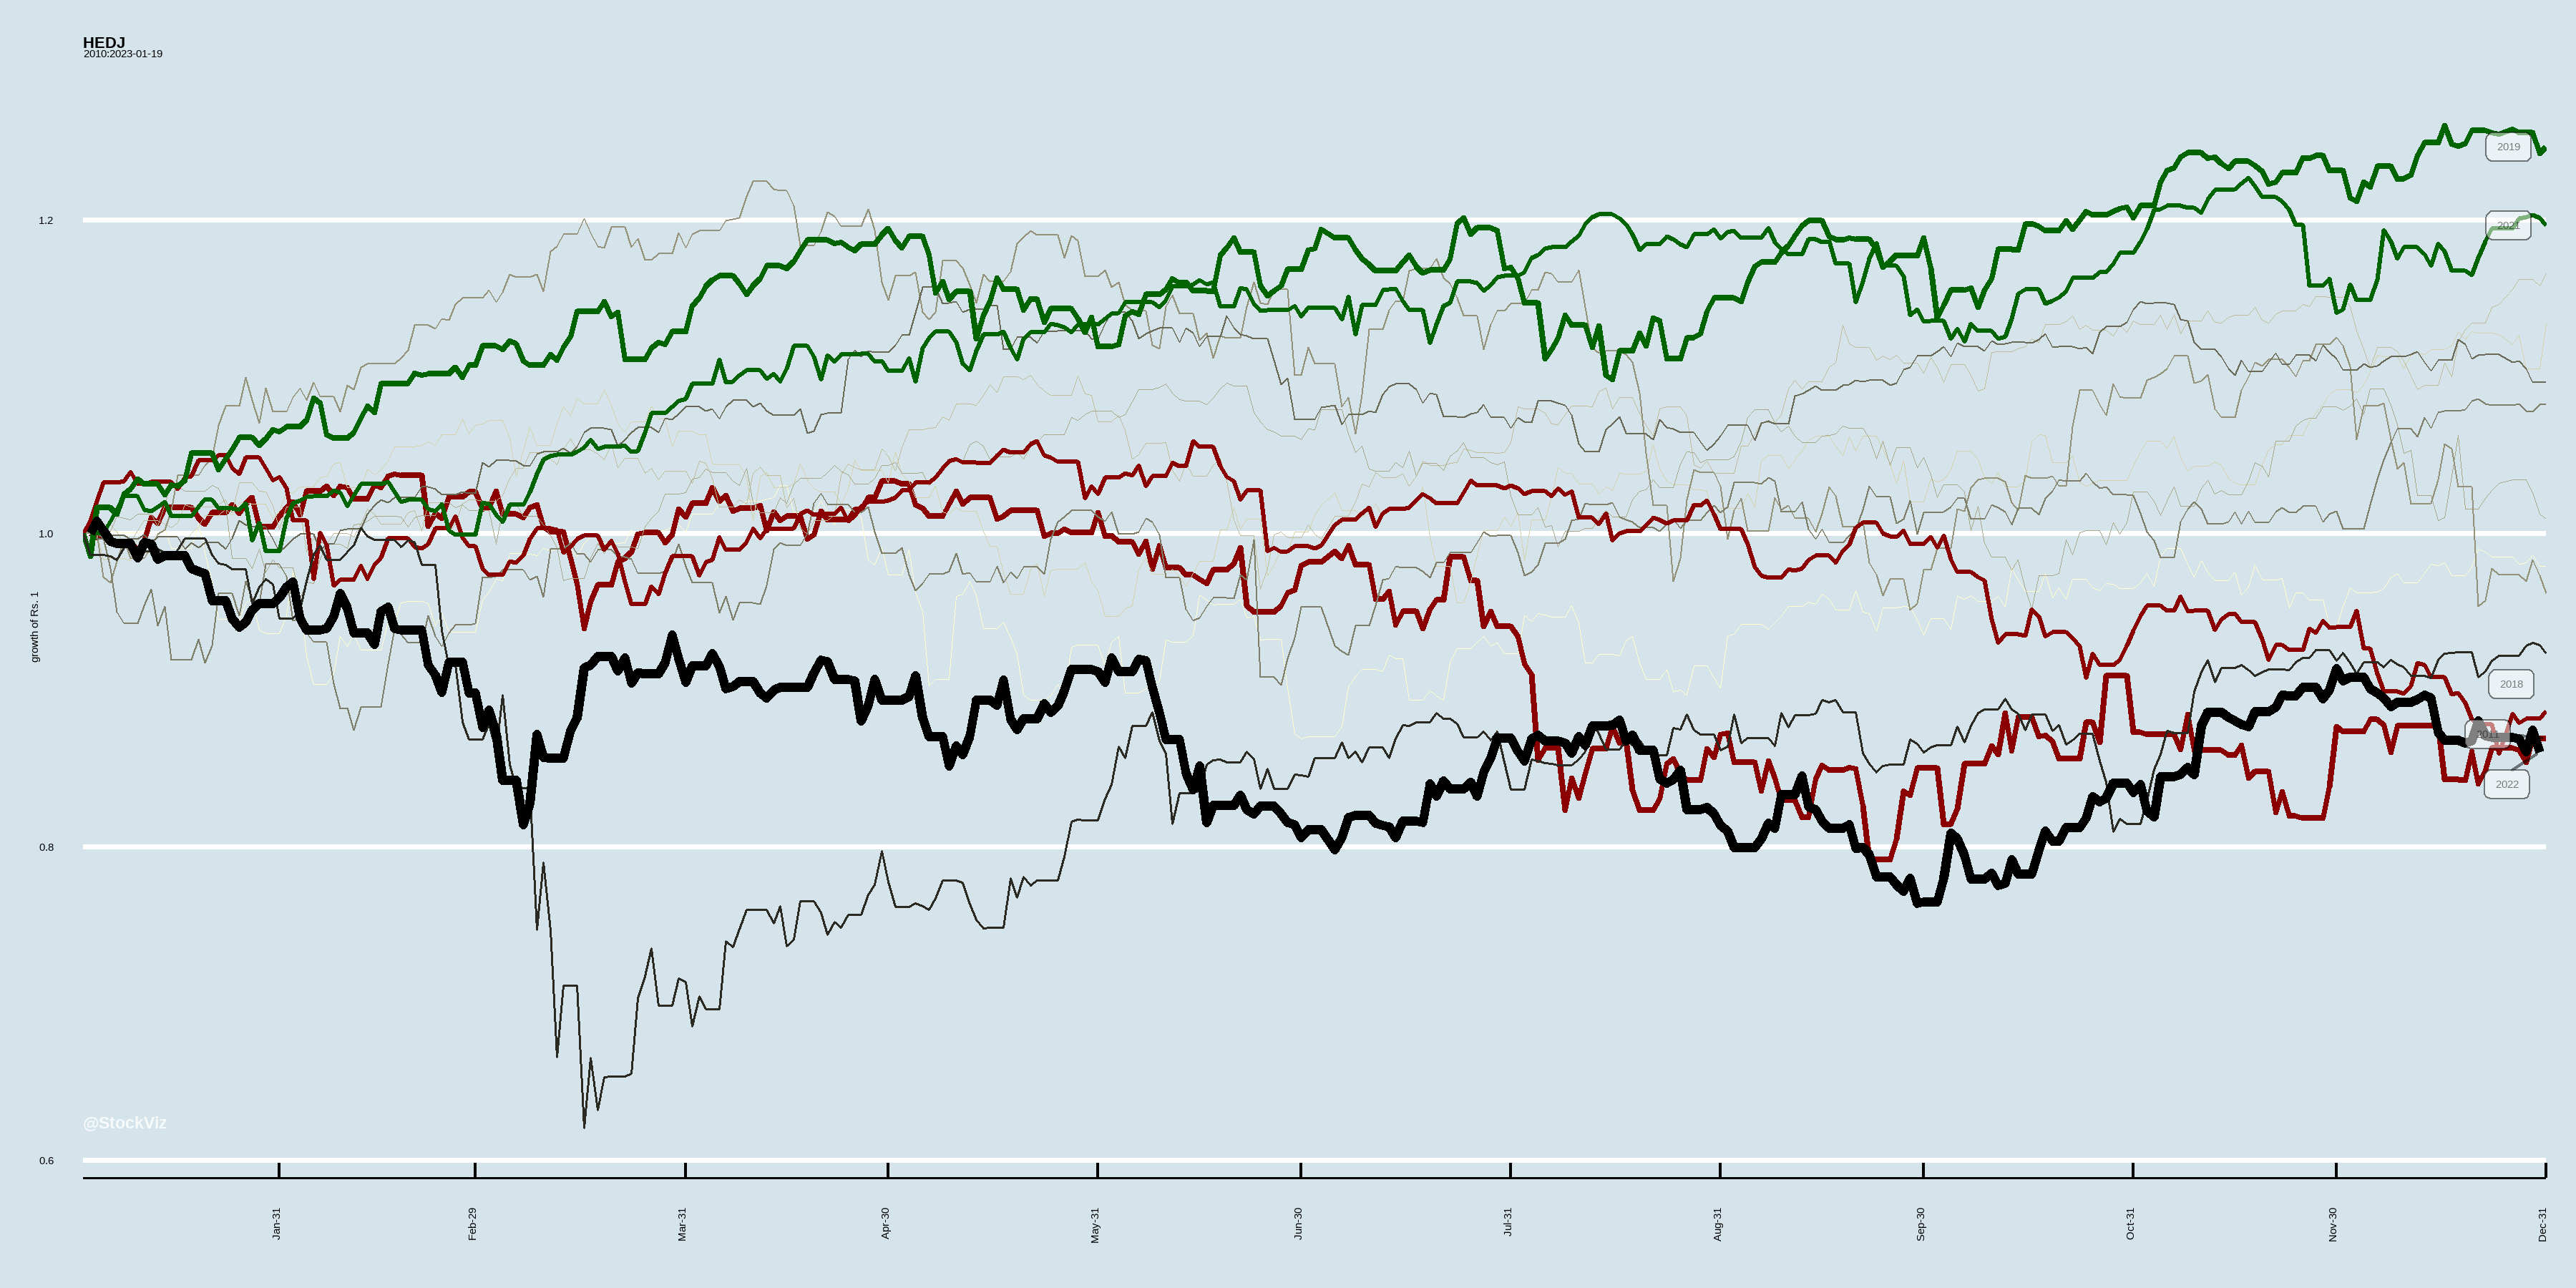 HEDJ
2010:2023-01-19
growth of Rs. 1
1.2
1.0
0.8
0.6
2019
2021
2018
2022
@StockViz
Jan-31
Feb-29
Mar-31
Apr-30
May-31
Jun-30
Jul-31
Aug-31
Sep-30
Oct-31
Nov-30
Dec-31